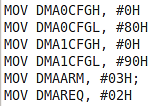 MOV DMA0CFGH, #0H
MOV DMA0CFGL, #80H
MOV DMA1CFGH, #0H
MOV DMA1CFGL, #90H
MOV DMAARM, #03H;
MOV DMAREQ, #02H